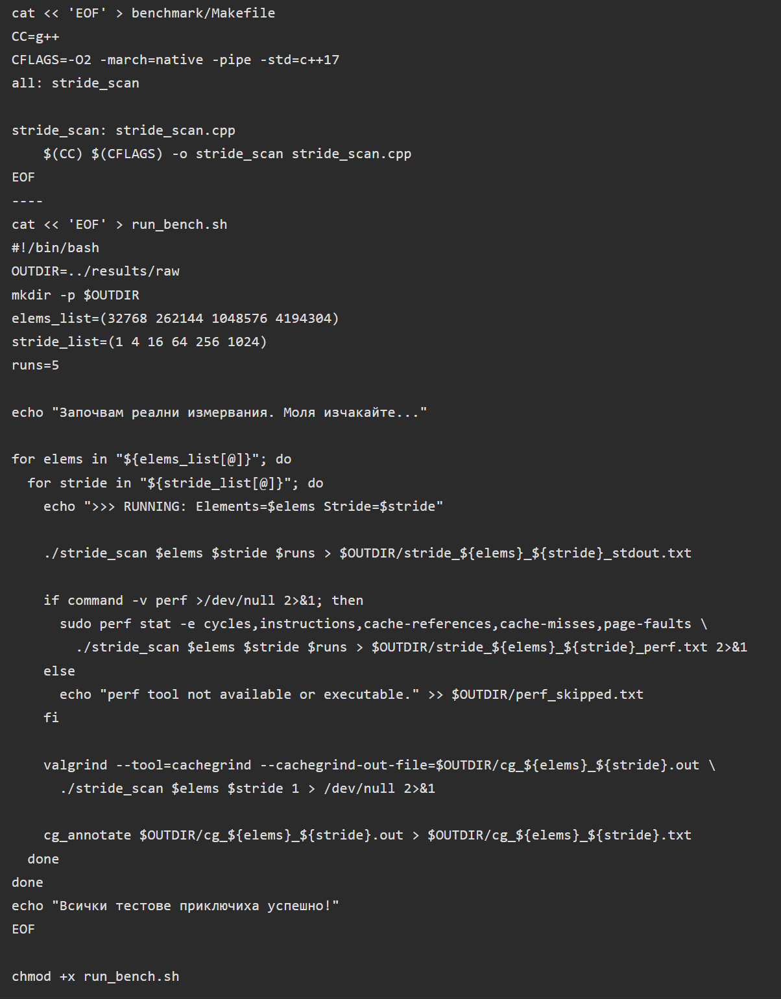 cat << 'EOF' > benchmark/Makefile
CC=g++
CFLAGS=-O2 -march=native -pipe -std=c++17
all: stride_scan

stride_scan: stride_scan.cpp
    $(CC) $(CFLAGS) -o stride_scan stride_scan.cpp
EOF
----
cat << 'EOF' > run_bench.sh
#!/bin/bash
OUTDIR=../results/raw
mkdir -p $OUTDIR
elems_list=(32768 262144 1048576 4194304)
stride_list=(1 4 16 64 256 1024)
runs=5

echo "Започвам реални измервания. Моля изчакайте..."

for elems in "${elems_list[@]}"; do
  for stride in "${stride_list[@]}"; do
    echo ">>> RUNNING: Elements=$elems Stride=$stride"

    ./stride_scan $elems $stride $runs > $OUTDIR/stride_${elems}_${stride}_stdout.txt

    if command -v perf >/dev/null 2>&1; then
      sudo perf stat -e cycles,instructions,cache-references,cache-misses,page-faults \
        ./stride_scan $elems $stride $runs > $OUTDIR/stride_${elems}_${stride}_perf.txt 2>&1
    else
      echo "perf tool not available or executable." >> $OUTDIR/perf_skipped.txt
    fi

    valgrind --tool=cachegrind --cachegrind-out-file=$OUTDIR/cg_${elems}_${stride}.out \
      ./stride_scan $elems $stride 1 > /dev/null 2>&1

    cg_annotate $OUTDIR/cg_${elems}_${stride}.out > $OUTDIR/cg_${elems}_${stride}.txt
  done
done
echo "Всички тестове приключиха успешно!"
EOF

chmod +x run_bench.sh